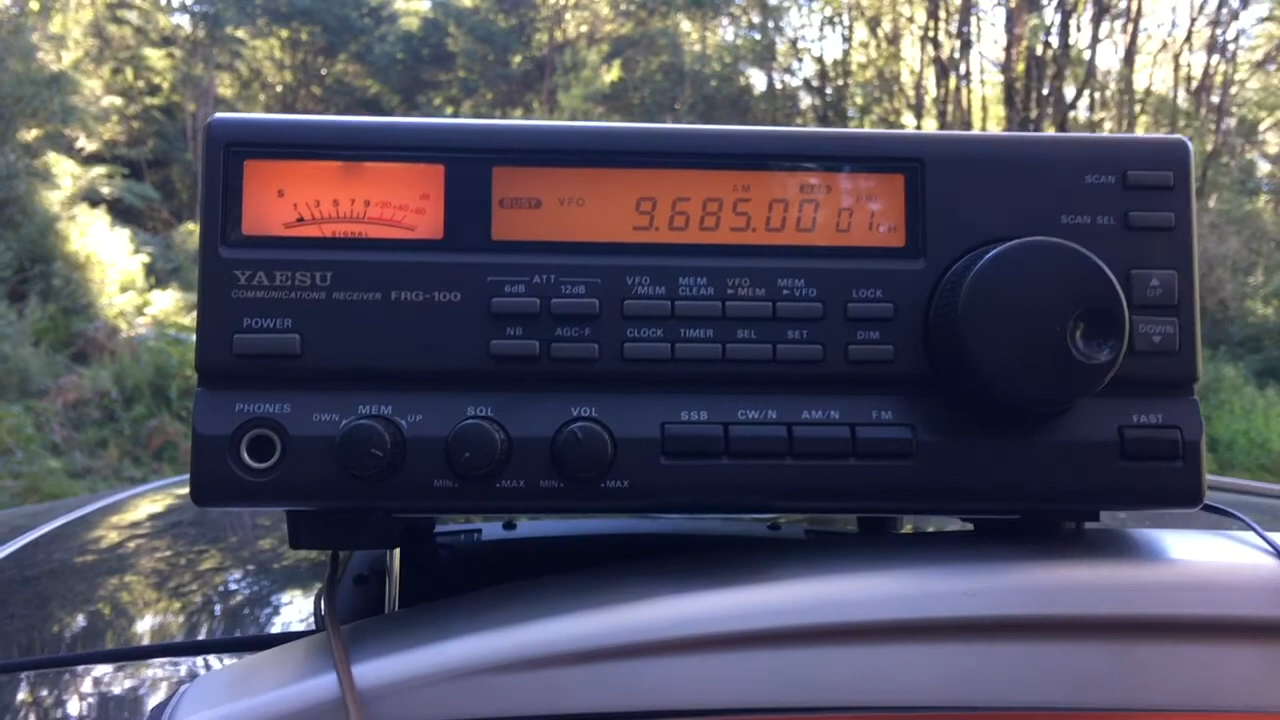 S
1 3 5 7 9 +20 +40 +60 dB
SIGNAL
BUSY VFO AM
9.685.00 01 CH
SCAN
SCAN SEL
YAESU
COMMUNICATIONS RECEIVER FRG-100
ATT
6dB 12dB
VFO/MEM MEM CLEAR VFO ►MEM MEM ►VFO LOCK
UP
POWER
NB AGC-F CLOCK TIMER SEL SET DIM
DOWN
PHONES DWN MEM UP SQL VOL
SSB CW/N AM/N FM FAST
MIN MAX MIN MAX